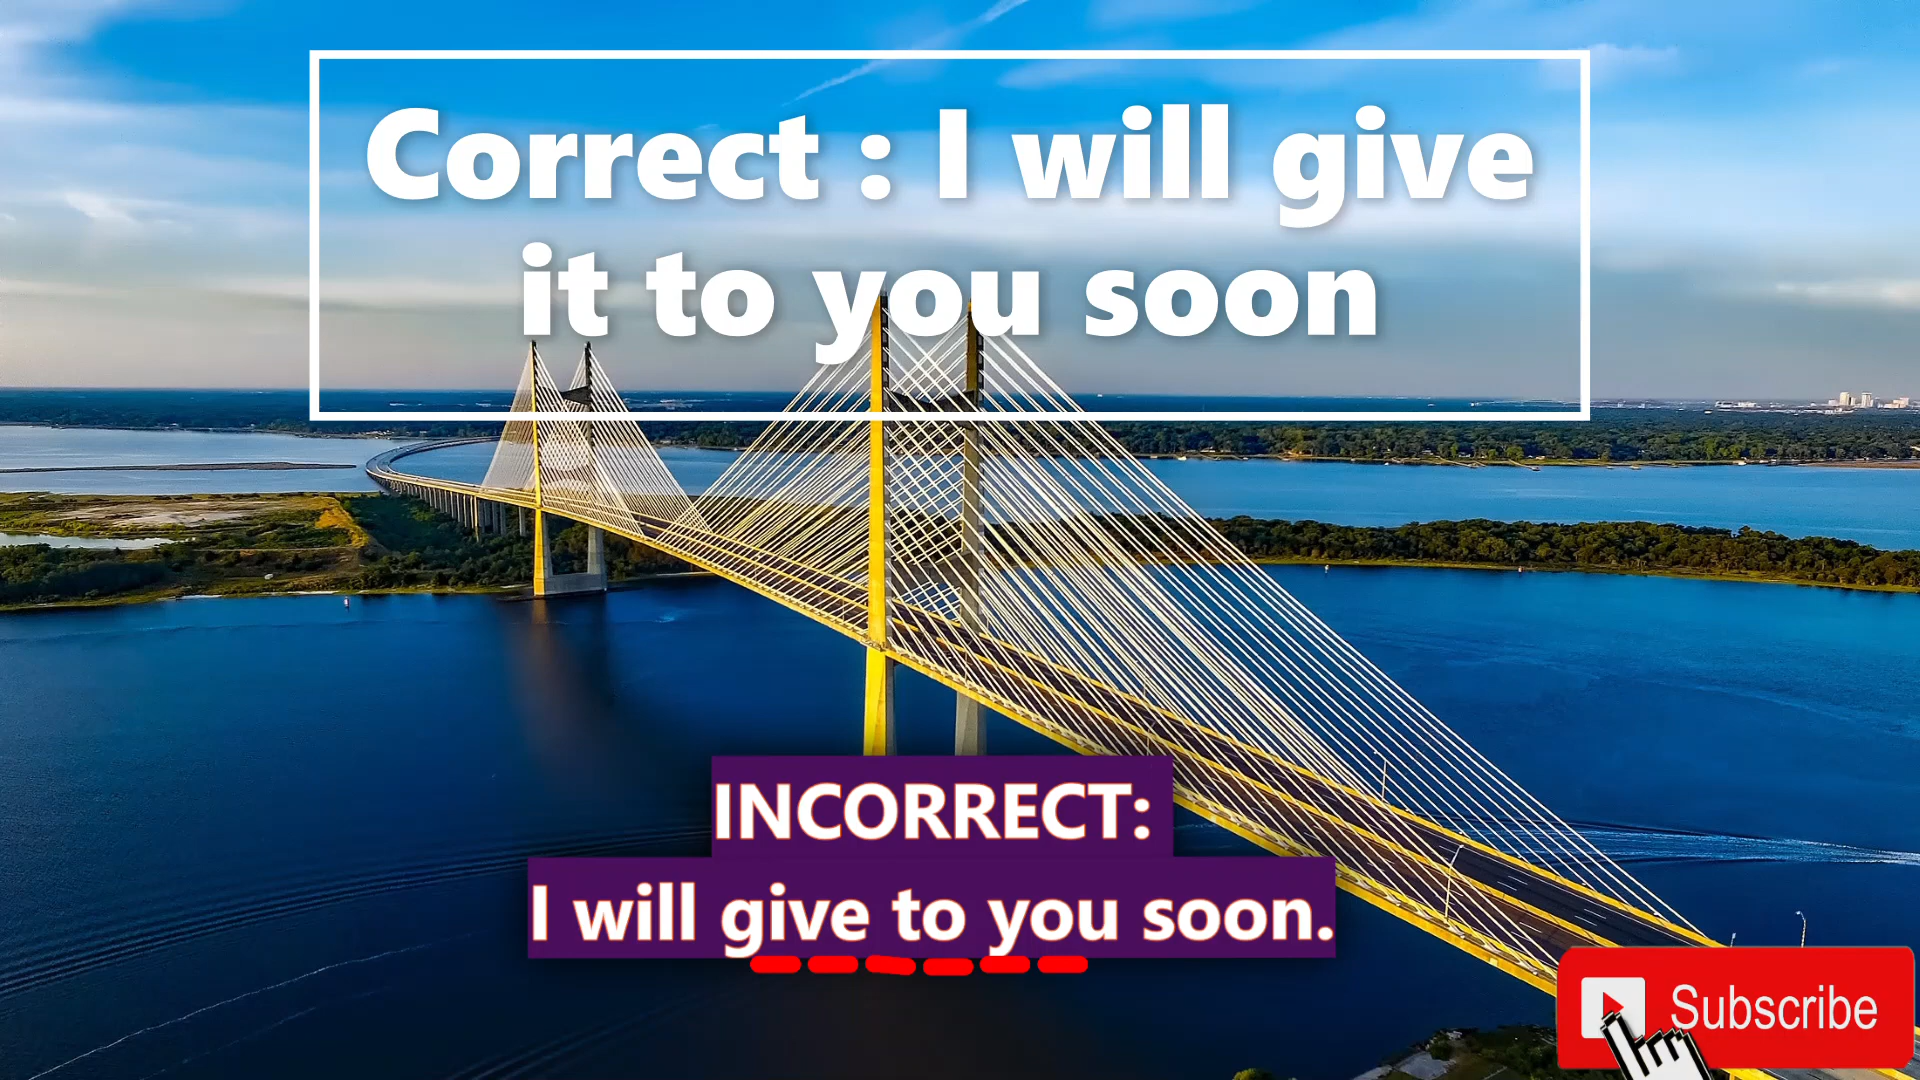 Correct : I will give
it to you soon
INCORRECT:
I will give to you soon.
Subscribe